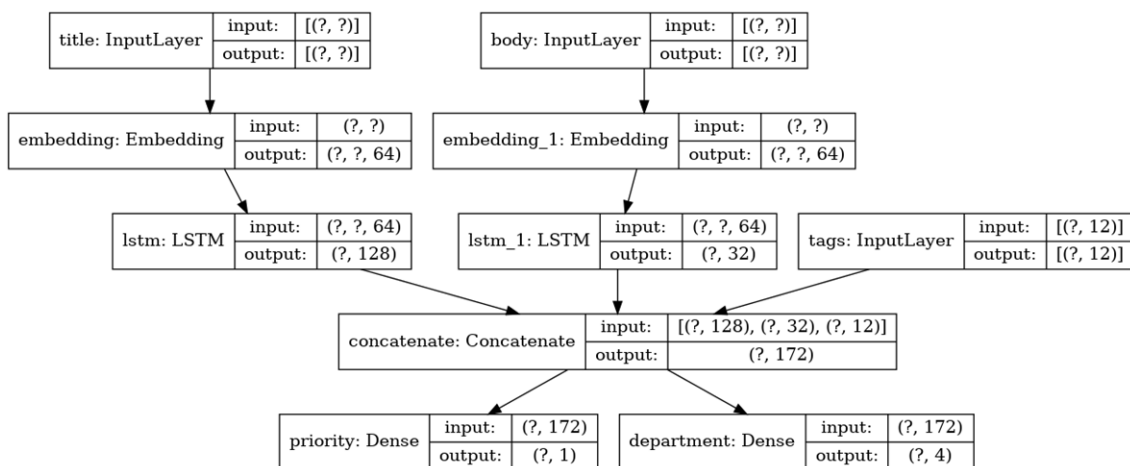 title: InputLayer
input: [(?, ?)]
output: [(?, ?)]
body: InputLayer
input: [(?, ?)]
output: [(?, ?)]
embedding: Embedding
input: (?, ?)
output: (?, ?, 64)
embedding_1: Embedding
input: (?, ?)
output: (?, ?, 64)
lstm: LSTM
input: (?, ?, 64)
output: (?, 128)
lstm_1: LSTM
input: (?, ?, 64)
output: (?, 32)
tags: InputLayer
input: [(?, 12)]
output: [(?, 12)]
concatenate: Concatenate
input: [(?, 128), (?, 32), (?, 12)]
output: (?, 172)
priority: Dense
input: (?, 172)
output: (?, 1)
department: Dense
input: (?, 172)
output: (?, 4)